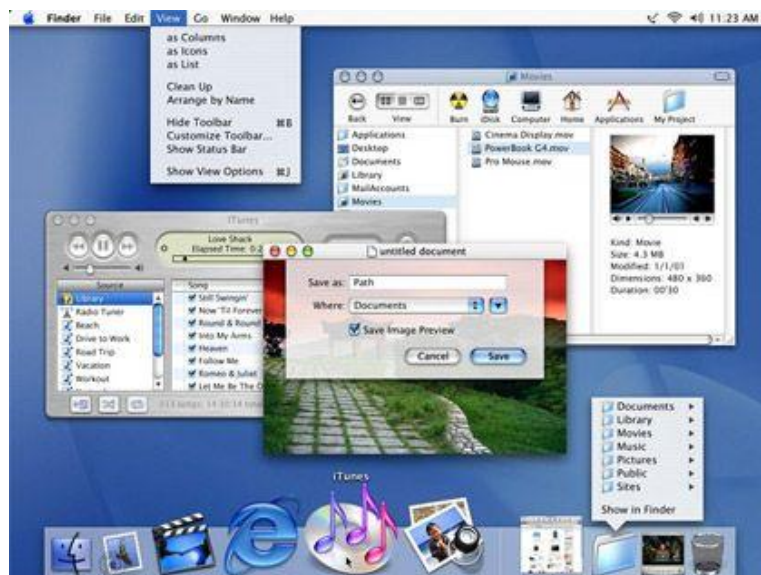 Finder File Edit View Go Window Help 11:23 AM
as Columns
as Icons
as List
Clean Up
Arrange by Name
Hide Toolbar ⌘B
Customize Toolbar...
Show Status Bar
Show View Options ⌘J
Movies
Back View Burn iDisk Computer Home Applications My Project
Applications
Desktop
Documents
Library
MailAccounts
Movies
Cinema Display.mov
PowerBook G4.mov
Pro Mouse.mov
Kind: Movie
Size: 4.3 MB
Modified: 1/1/01
Dimensions: 480 x 360
Duration: 00'30
iTunes
Love Shack
Elapsed Time: 0:2
Source
Library
Radio Tuner
Beach
Drive to Work
Road Trip
Vacation
Workout
Song
Still Swingin'
Now 'Til Forever
Round & Round
Into My Arms
Heaven
Follow Me
Romeo & Juliet
Let Me Be The O
untitled document
Save as: Path
Where: Documents
Save Image Preview
Cancel Save
Documents
Library
Movies
Music
Pictures
Public
Sites
Show in Finder
iTunes